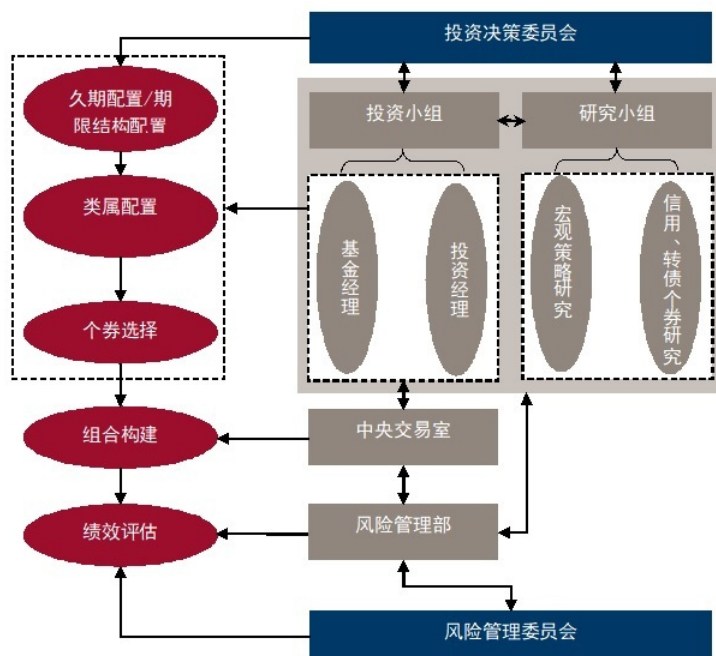 投资决策委员会
久期配置/期
限结构配置
投资小组
研究小组
类属配置
基金经理
投资经理
宏观策略研究
信用、转债个券研究
个券选择
组合构建
中央交易室
绩效评估
风险管理部
风险管理委员会